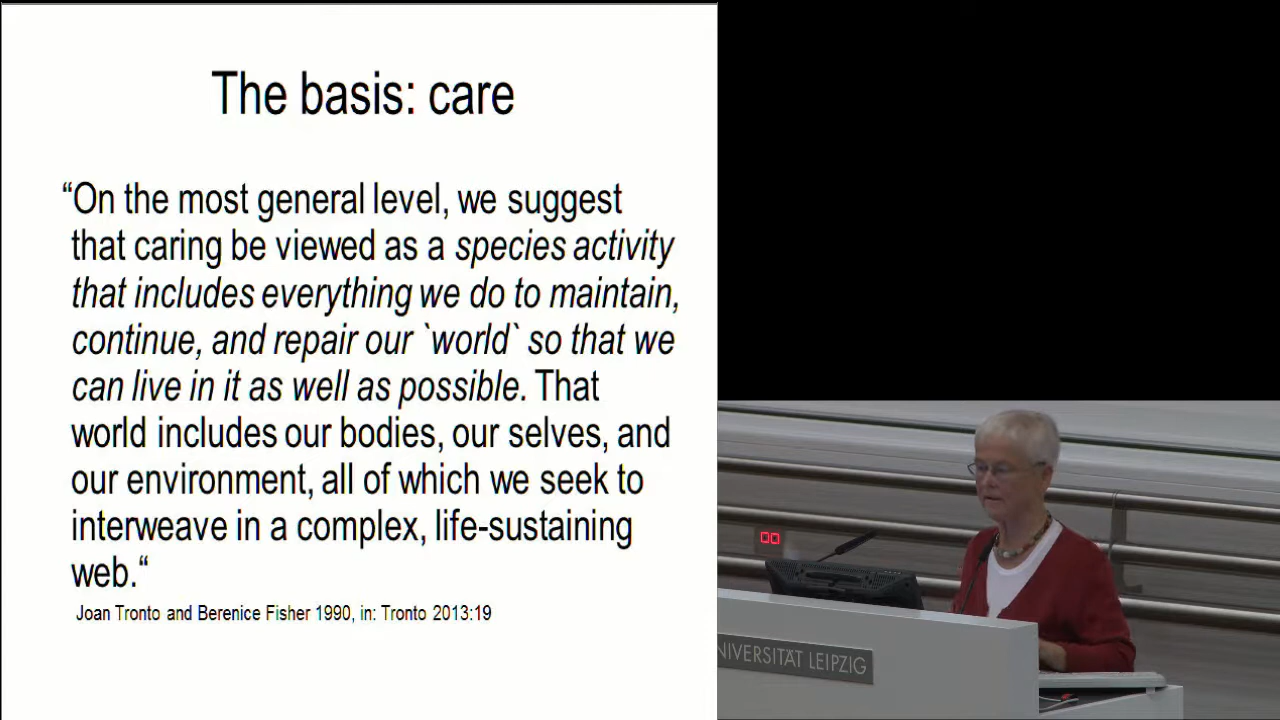 The basis: care
“On the most general level, we suggest
that caring be viewed as a species activity
that includes everything we do to maintain,
continue, and repair our `world` so that we
can live in it as well as possible. That
world includes our bodies, our selves, and
our environment, all of which we seek to
interweave in a complex, life-sustaining
web.“
Joan Tronto and Berenice Fisher 1990, in: Tronto 2013:19
00
NIVERSITÄT LEIPZIG